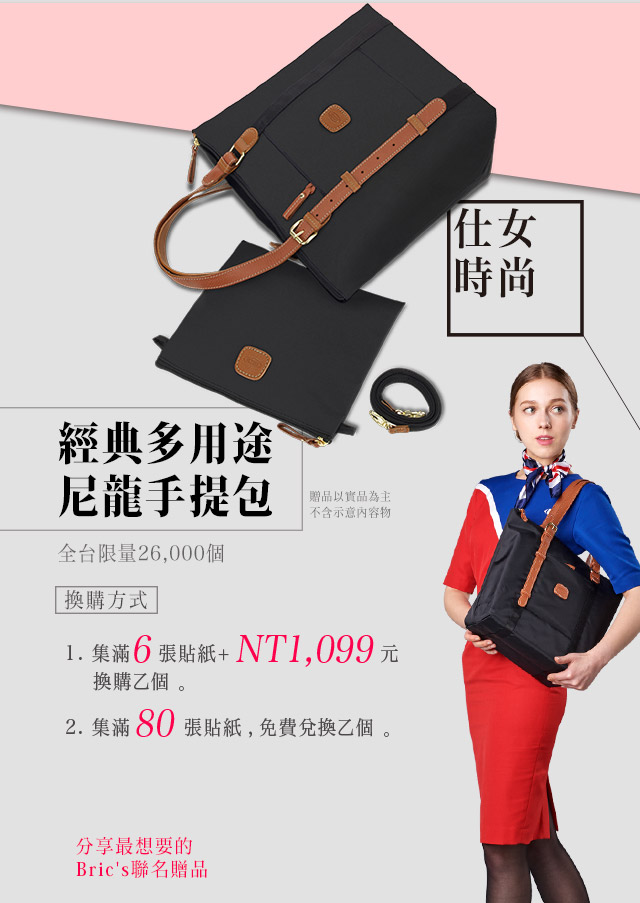 仕女
時尚
經典多用途
尼龍手提包
贈品以實品為主
不含示意內容物
全台限量26,000個
換購方式
1. 集滿6張貼紙+ NT1,099元
換購乙個 。
2. 集滿80張貼紙 , 免費兌換乙個 。
分享最想要的
Bric's聯名贈品